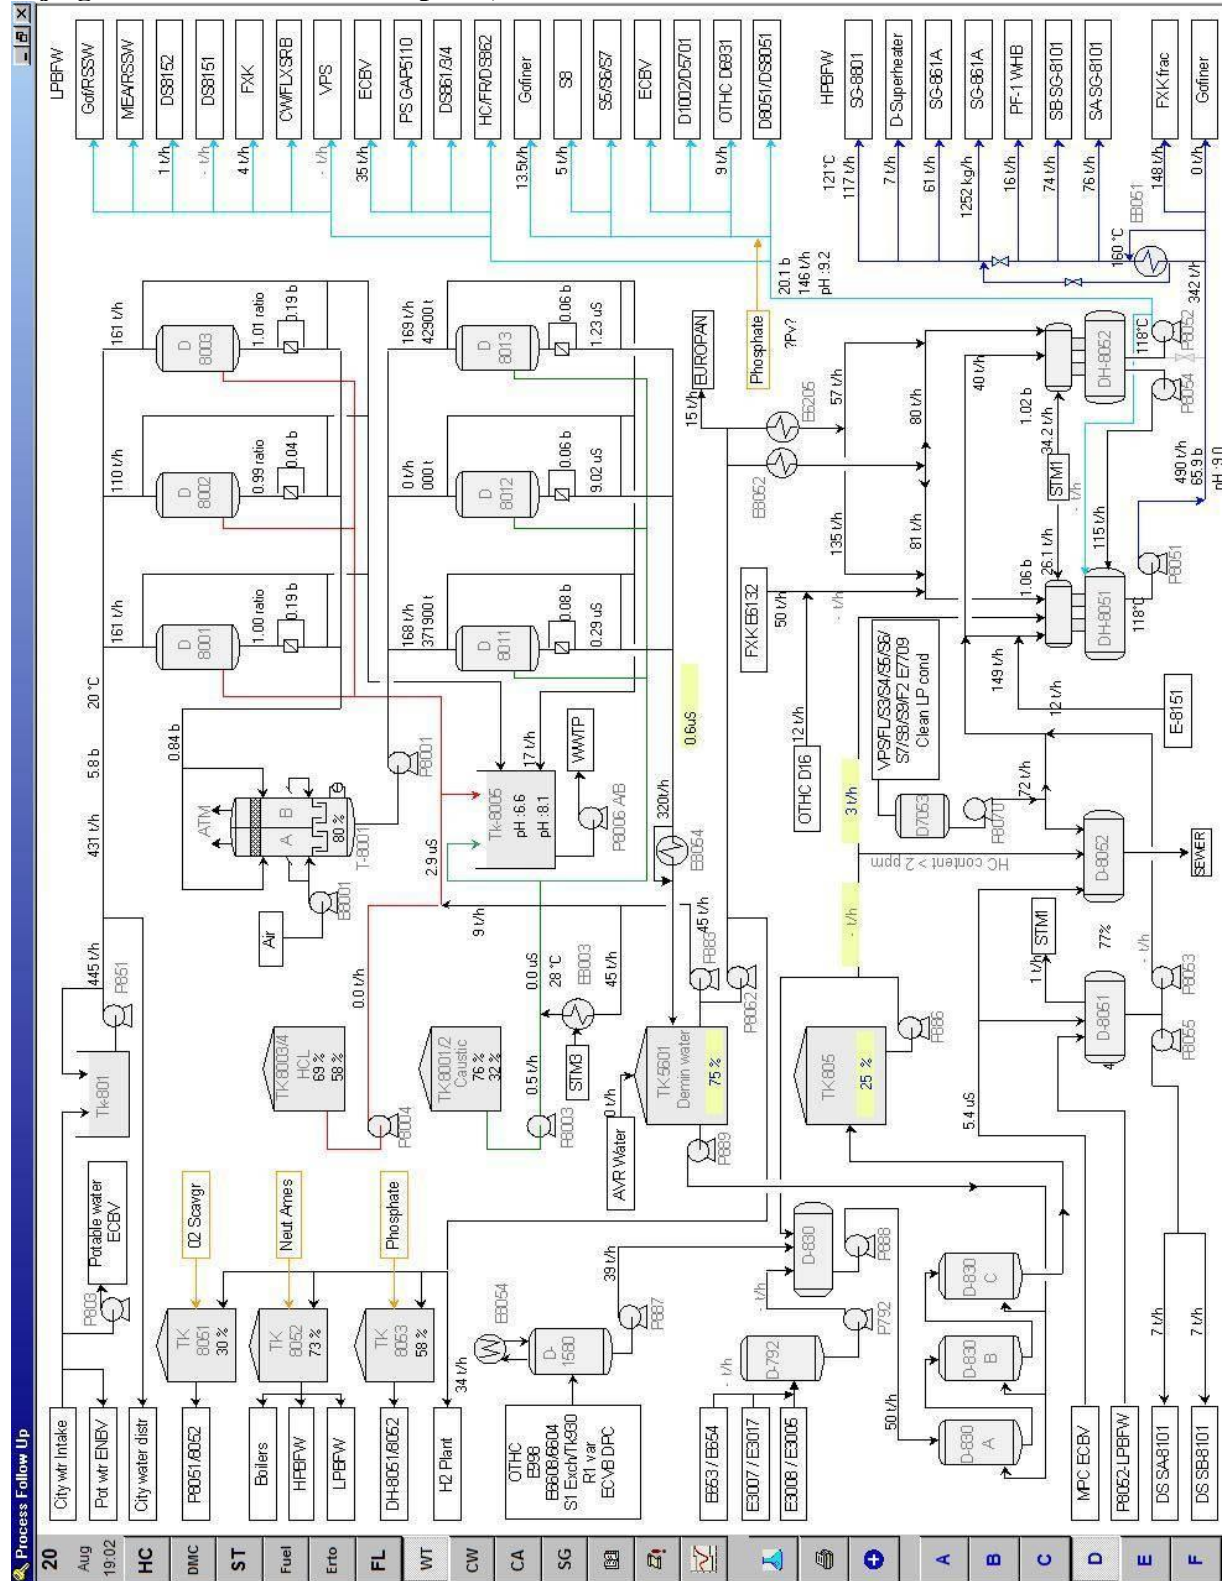 Process Follow Up
20
Aug
19:02
HC
DMC
ST
Fuel
Erto
FL
WT
CW
CA
SG
A
B
C
D
E
F
City wtr Intake
Pot wtr ENBV
City water distr
P803
Potable water
ECBV
Tk-801
445 t/h
P851
431 t/h
5.8 b
20 °C
161 t/h
110 t/h
161 t/h
D
8001
D
8002
D
8003
1.00 ratio
0.99 ratio
1.01 ratio
0.19 b
0.04 b
0.19 b
0.84 b
ATM
A
B
80 %
T-8001
Air
P8001
168 t/h
371900 t
0 t/h
000 t
169 t/h
42900 t
D
8011
D
8012
D
8013
0.08 b
0.06 b
0.06 b
0.29 uS
9.02 uS
1.23 uS
P8051/8052
Boilers
HPBFW
LPBFW
DH-8051/8052
H2 Plant
TK
8051
30 %
TK
8052
73 %
TK
8053
58 %
O2 Scavgr
Neut Ames
Phosphate
34 t/h
TK8003/4
HCL
69 %
58 %
P8004
0.0 t/h
2.9 uS
TK8001/2
Caustic
76 %
32 %
P8003
0.5 t/h
0.0 uS
28 °C
9 t/h
STM3
45 t/h
Tk-8005
pH :6.6
pH :8.1
17 t/h
WWTP
P8006 A/B
0.6uS
320t/h
E8054
AVR Water
0 t/h
TK5601
Demin water
75 %
P889
P883
45 t/h
P8062
TK805
25 %
P886
- t/h
3 t/h
HC content > 2 ppm
OTHC
E998
E6608/6604
S1 Exch/Tk930
R1 var
ECVB DPC
D-
1580
E8054
P887
39 t/h
E653 / E654
E3007 / E3017
E3008 / E3005
- t/h
D-792
P792
- t/h
D-830
P888
50 t/h
D-830
A
D-830
B
D-830
C
MPC ECBV
P8052-LPBFW
DS SA-8101
DS SB-8101
7 t/h
7 t/h
5.4 uS
D-8051
1 t/h
STM1
77%
P8055
P8053
- t/h
D-8052
SEWER
D7053
P8070
72 t/h
VPS/FL/S3/S4/S5/S6/
S7/S8/S9/F2 E7709
Clean LP cond
OTHC D16
12 t/h
FXK E6132
50 t/h
- t/h
E-8151
12 t/h
149 t/h
40 t/h
EUROPAN
15 t/h
E8052
E6205
135 t/h
57 t/h
81 t/h
80 t/h
1.06 b
1.02 b
26.1 t/h
34.2 t/h
STM1
- t/h
DH-8051
DH-8052
118°C
118°C
115 t/h
P8051
P8054
P8052
490 t/h
65.9 b
pH :9.0
342 t/h
160 °C
E8051
Phosphate
?Pv?
20.1 b
146 t/h
pH :9.2
LPBFW
Gof/RSSW
MEA/RSSW
DS8152
1 t/h
DS8151
- t/h
FXK
4 t/h
CW/FLXSRB
VPS
- t/h
ECBV
35 t/h
PS GAP5110
DS861/3/4
HC/FR/DS862
Gofiner
13.5t/h
S8
5 t/h
S5/S6/S7
ECBV
D1002/D5701
OTHC D6931
9 t/h
D8051/DS8051
HPBFW
121°C
SG-8801
117 t/h
D-Superheater
7 t/h
SG-861A
61 t/h
SG-861A
1252 kg/h
PF-1 WHB
16 t/h
SB-SG-8101
74 t/h
SA-SG-8101
76 t/h
FXK frac
148 t/h
Gofiner
0 t/h